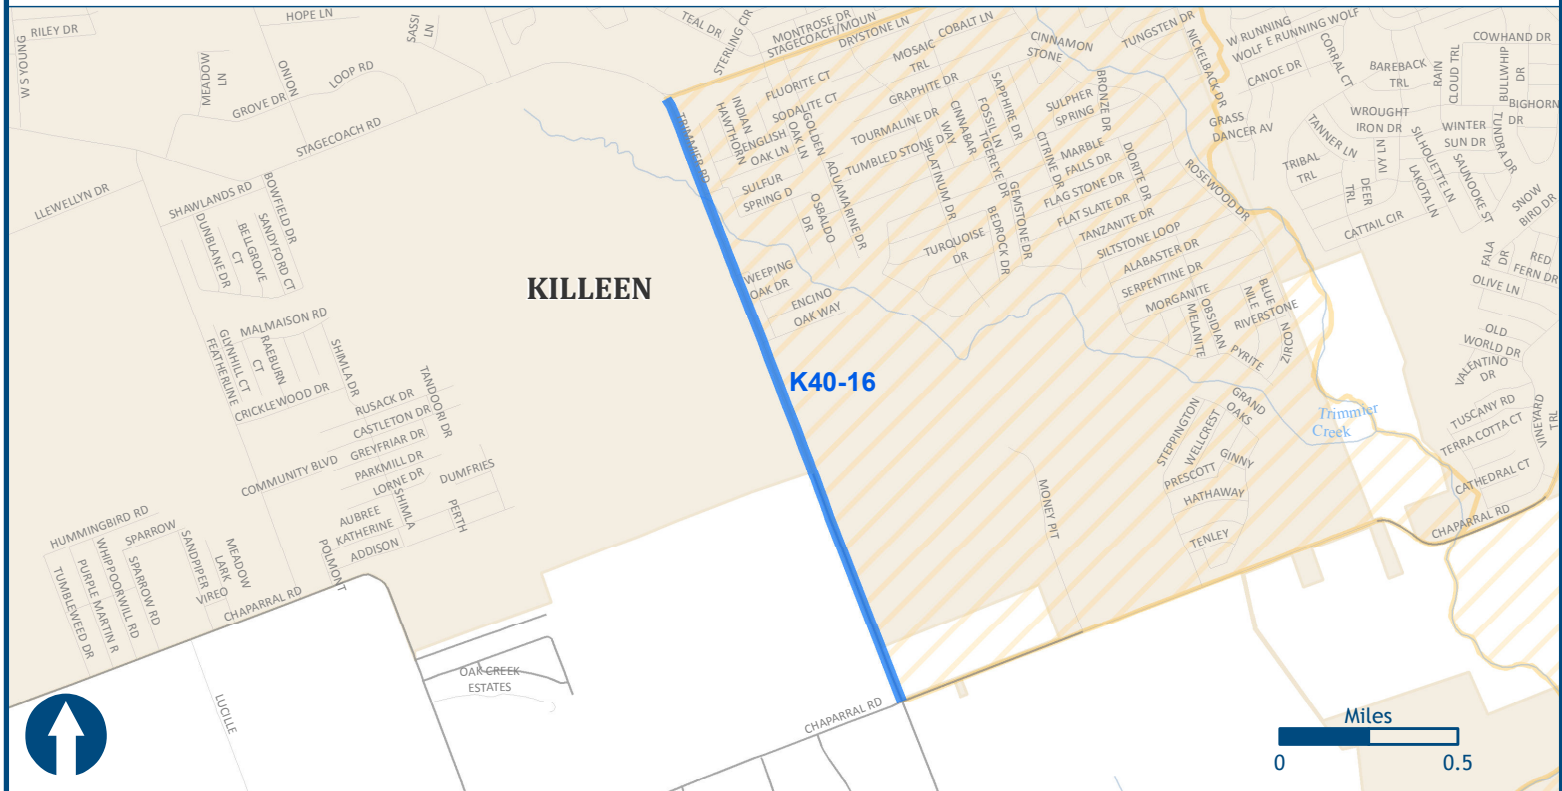 HOPE LN
RILEY DR
W S YOUNG
SASSI
LN
MEADOW
LN
ONION
LOOP RD
GROVE DR
STAGECOACH RD
TEAL DR
STERLING CIR
MONTROSE DR
STAGECOACH/MOUN
DRYSTONE LN
COBALT LN
MOSAIC
TRL
CINNAMON
STONE
TUNGSTEN DR
NICKELBACK DR
W RUNNING
WOLF E RUNNING WOLF
CORRAL CT
CANOE DR
COWHAND DR
BAREBACK
TRL
RAIN
CLOUD TRL
BULLWHIP
DR
BIGHORN
DR
WROUGHT
IRON DR
WINTER
SUN DR
TUNDRA DR
GRASS
DANCER AV
TANNER LN
TRIBAL
TRL
DEER
TRL
IVY LN
SILHOUETTE LN
LAKOTA LN
SAUNOOKE ST
SNOW
BIRD DR
CATTAIL CIR
FALA
DR
RED
FERN DR
OLIVE LN
OLD
WORLD DR
VALENTINO
DR
TUSCANY RD
TERRA COTTA CT
VINEYARD
TRL
CATHEDRAL CT
CHAPARRAL RD
FLUORITE CT
SODALITE CT
INDIAN
HAWTHORN
ENGLISH
OAK LN
GOLDEN
OAK LN
TRIMMIER RD
SULFUR
SPRING D
OSBALDO
DR
AQUAMARINE DR
GRAPHITE DR
TOURMALINE DR
TUMBLED STONE D
CINNABAR
WAY
PLATINUM DR
FOSSIL LN
TIGEREYE DR
SAPPHIRE DR
SULPHER
SPRING
BRONZE DR
CITRINE DR
MARBLE
FALLS DR
DIORITE DR
FLAG STONE DR
FLAT SLATE DR
TANZANITE DR
GEMSTONE DR
BEDROCK DR
TURQUOISE
DR
SILTSTONE LOOP
ALABASTER DR
SERPENTINE DR
MORGANITE
OBSIDIAN
MELANITE
ROSEWOOD DR
BLUE
NILE
RIVERSTONE
PYRITE
ZIRCON
WEEPING
OAK DR
ENCINO
OAK WAY
LLEWELLYN DR
SHAWLANDS RD
BOWFIELD DR
SANDYFORD CT
BELLGROVE
CT
DUNBLANE DR
KILLEEN
MALMAISON RD
GLYNHILL CT
FEATHERLINE
RAEBURN
CT
SHIMLA DR
CRICKLEWOOD DR
RUSACK DR
CASTLETON DR
TANDOORI DR
GREYFRIAR DR
COMMUNITY BLVD
PARKMILL DR
LORNE DR
DUMFRIES
SHIMLA
PERTH
AUBREE
KATHERINE
ADDISON
POLMONT
K40-16
GRAND
OAKS
STEPPINGTON
WELLCREST
GINNY
PRESCOTT
HATHAWAY
TENLEY
MONEY PIT
Trimmier
Creek
HUMMINGBIRD RD
SPARROW
SANDPIPER
MEADOW
LARK
VIREO
WHIPPOORWILL RD
SPARROW RD
PURPLE MARTIN R
TUMBLEWEED DR
CHAPARRAL RD
LUCILLE
OAK CREEK
ESTATES
CHAPARRAL RD
Miles
0
0.5